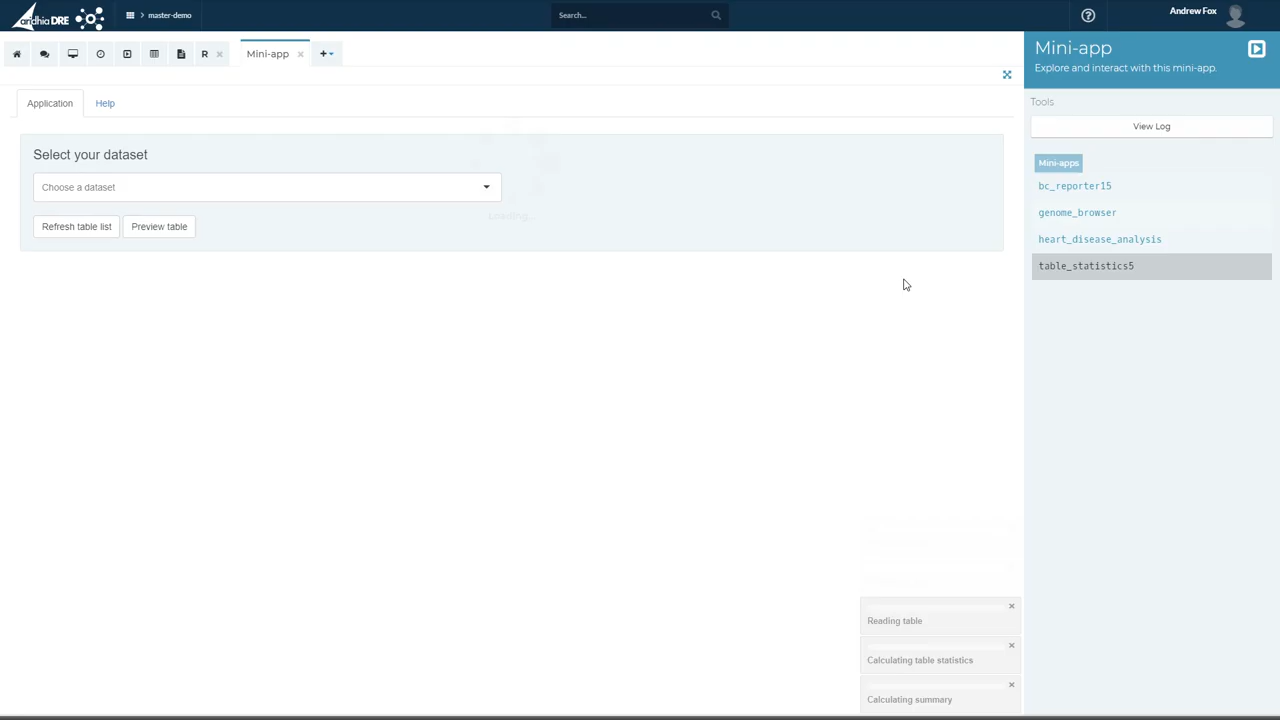 aridhia DRE
master-demo
Search...
Andrew Fox
R
Mini-app
Mini-app
Explore and interact with this mini-app.
Application
Help
Tools
View Log
Select your dataset
Choose a dataset
Loading...
Refresh table list
Preview table
Mini-apps
bc_reporter15
genome_browser
heart_disease_analysis
table_statistics5
Reading table
Calculating table statistics
Calculating summary